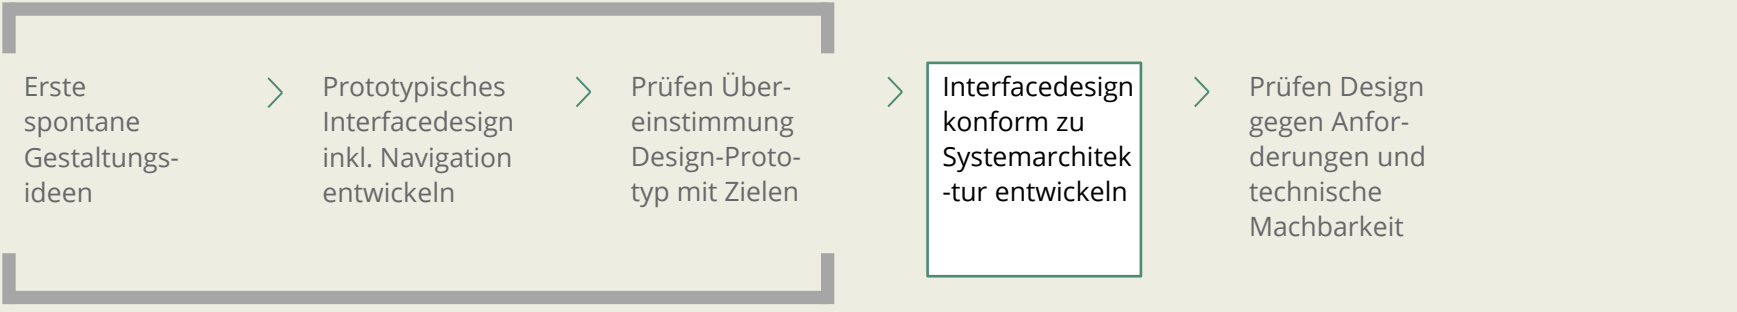 Erste
spontane
Gestaltungs-
ideen
Prototypisches
Interfacedesign
inkl. Navigation
entwickeln
Prüfen Über-
einstimmung
Design-Proto-
typ mit Zielen
Interfacedesign
konform zu
Systemarchitek
-tur entwickeln
Prüfen Design
gegen Anfor-
derungen und
technische
Machbarkeit